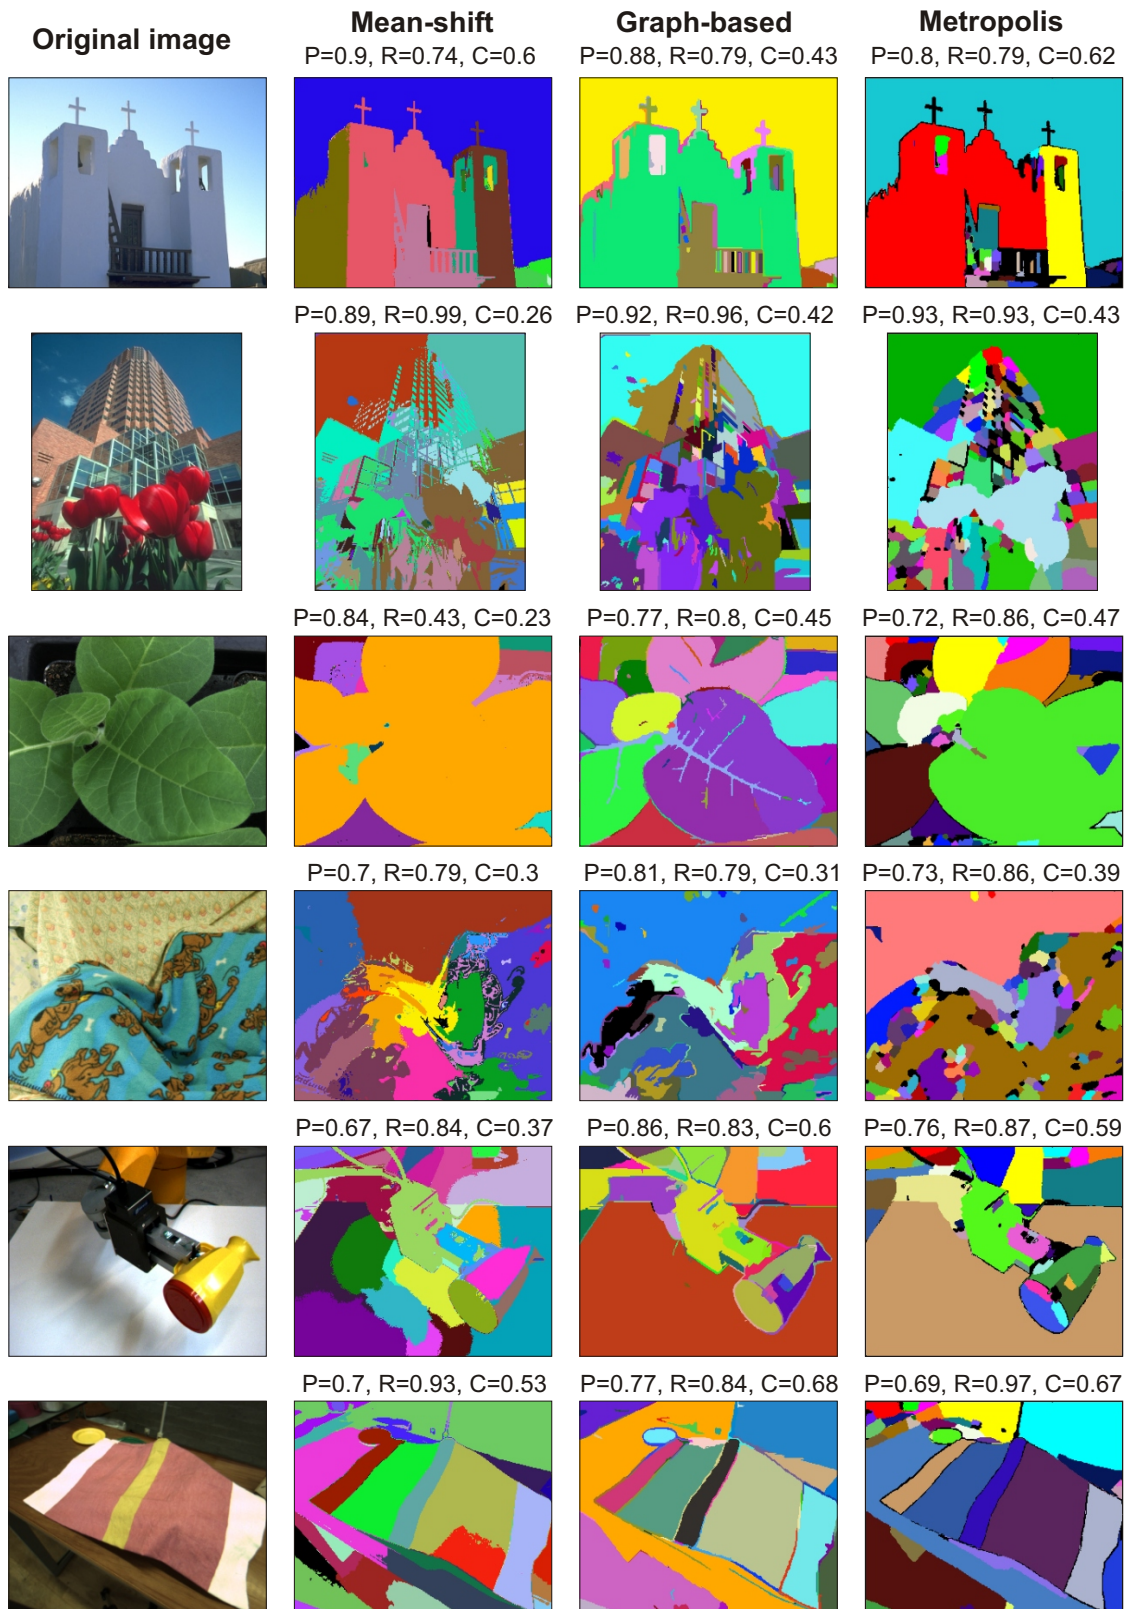 Original image
Mean-shift
Graph-based
Metropolis
P=0.9, R=0.74, C=0.6
P=0.88, R=0.79, C=0.43
P=0.8, R=0.79, C=0.62
P=0.89, R=0.99, C=0.26
P=0.92, R=0.96, C=0.42
P=0.93, R=0.93, C=0.43
P=0.84, R=0.43, C=0.23
P=0.77, R=0.8, C=0.45
P=0.72, R=0.86, C=0.47
P=0.7, R=0.79, C=0.3
P=0.81, R=0.79, C=0.31
P=0.73, R=0.86, C=0.39
P=0.67, R=0.84, C=0.37
P=0.86, R=0.83, C=0.6
P=0.76, R=0.87, C=0.59
P=0.7, R=0.93, C=0.53
P=0.77, R=0.84, C=0.68
P=0.69, R=0.97, C=0.67